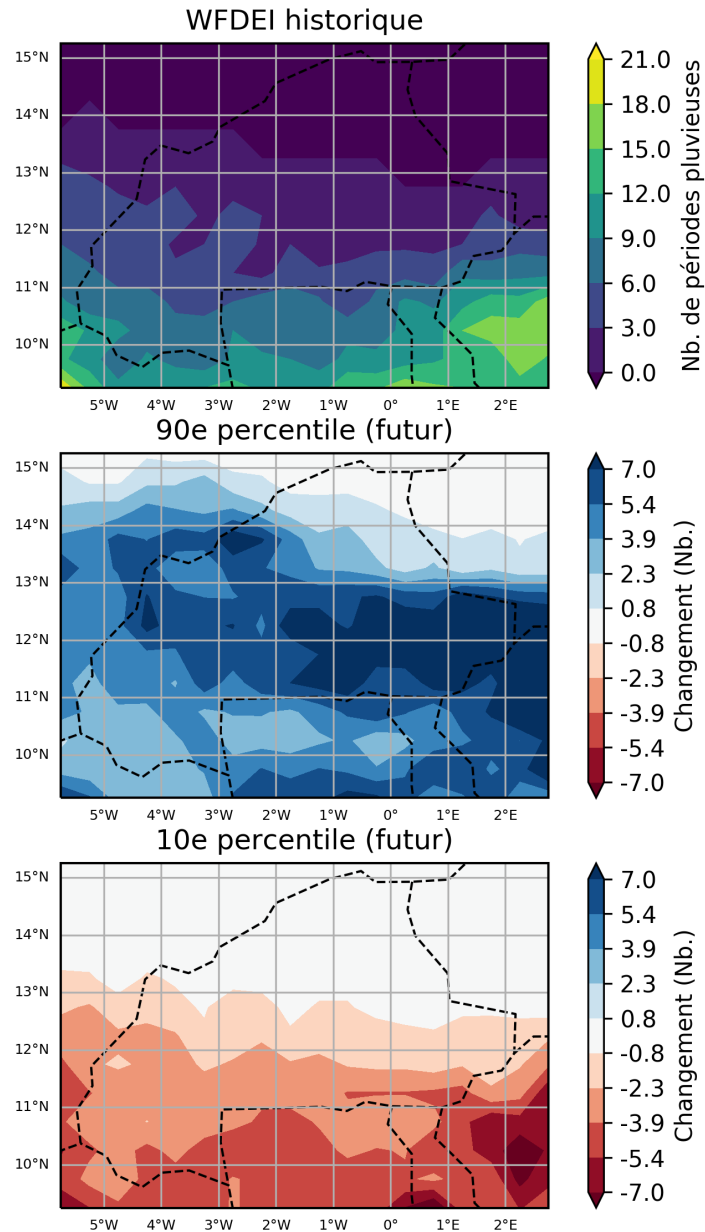 WFDEI historique
15°N
14°N
13°N
12°N
11°N
10°N
5°W 4°W 3°W 2°W 1°W 0° 1°E 2°E
21.0
18.0
15.0
12.0
9.0
6.0
3.0
0.0
Nb. de périodes pluvieuses
90e percentile (futur)
15°N
14°N
13°N
12°N
11°N
10°N
5°W 4°W 3°W 2°W 1°W 0° 1°E 2°E
7.0
5.4
3.9
2.3
0.8
-0.8
-2.3
-3.9
-5.4
-7.0
Changement (Nb.)
10e percentile (futur)
15°N
14°N
13°N
12°N
11°N
10°N
5°W 4°W 3°W 2°W 1°W 0° 1°E 2°E
7.0
5.4
3.9
2.3
0.8
-0.8
-2.3
-3.9
-5.4
-7.0
Changement (Nb.)